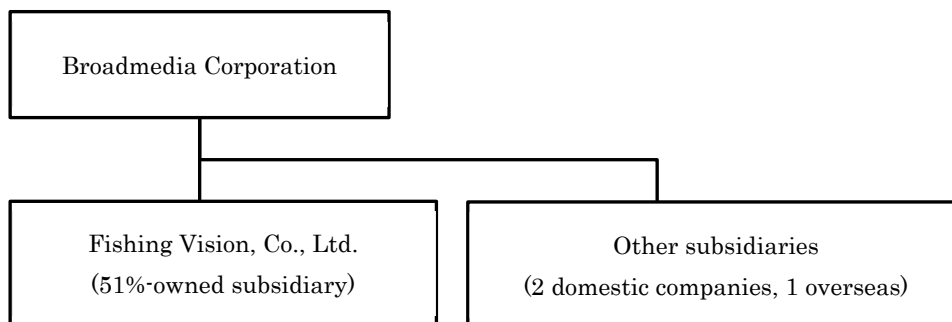 Broadmedia Corporation
Fishing Vision, Co., Ltd.
(51%-owned subsidiary)
Other subsidiaries
(2 domestic companies, 1 overseas)